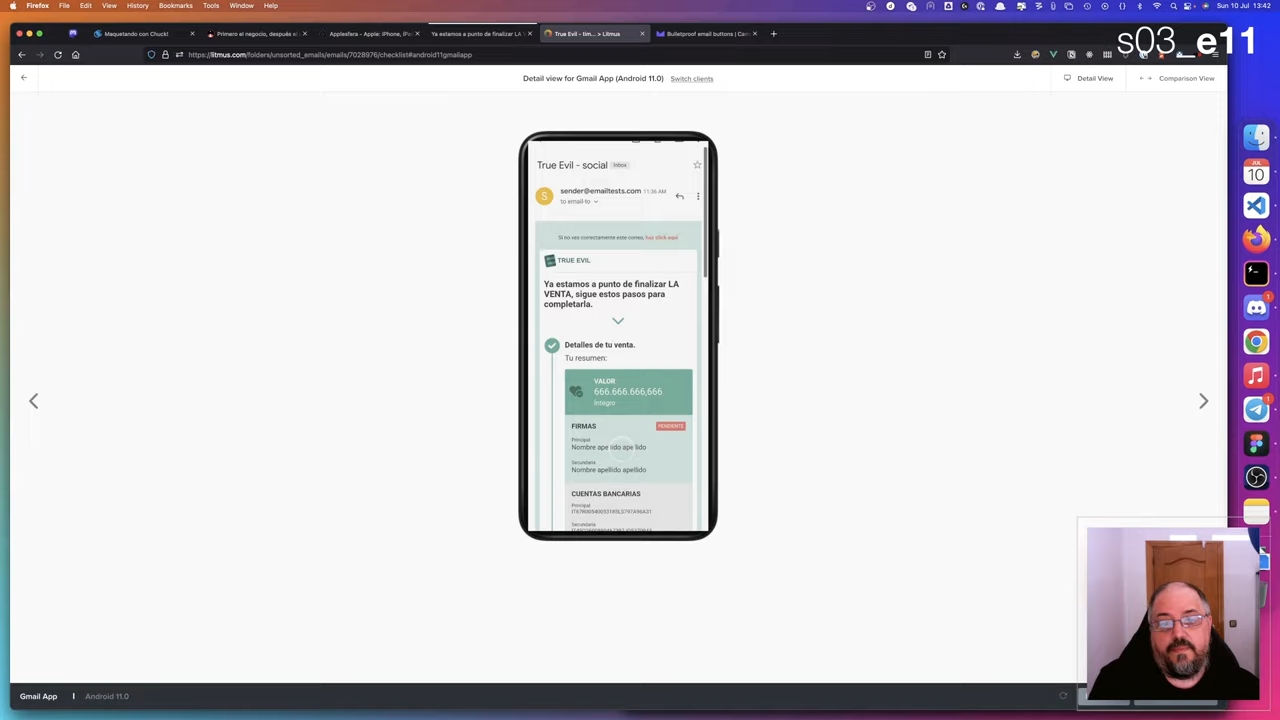 Firefox File Edit View History Bookmarks Tools Window Help
Sun 10 Jul 13:42
s03_e11
Maquetando con Chuck!
Primero el negocio, después el
Applesfera - Apple: iPhone, iPa
Ya estamos a punto de finalizar LA V
True Evil - tim... > Litmus
Bulletproof email buttons | Cam
https://litmus.com/folders/unsorted_emails/emails/7028976/checklist#android11gmailapp
Detail view for Gmail App (Android 11.0) Switch clients
Detail View
Comparison View
JUL
10
True Evil - social Inbox
S
sender@emailtests.com 11:36 AM
to email-to
Si no ves correctamente este correo, haz click aquí
TRUE EVIL
Ya estamos a punto de finalizar LA
VENTA, sigue estos pasos para
completarla.
Detalles de tu venta.
Tu resumen:
VALOR
666.666.666,666
Íntegro
FIRMAS PENDIENTE
Principal
Nombre apellido apellido
Secundaria
Nombre apellido apellido
CUENTAS BANCARIAS
Principal
Secundaria
Gmail App Android 11.0